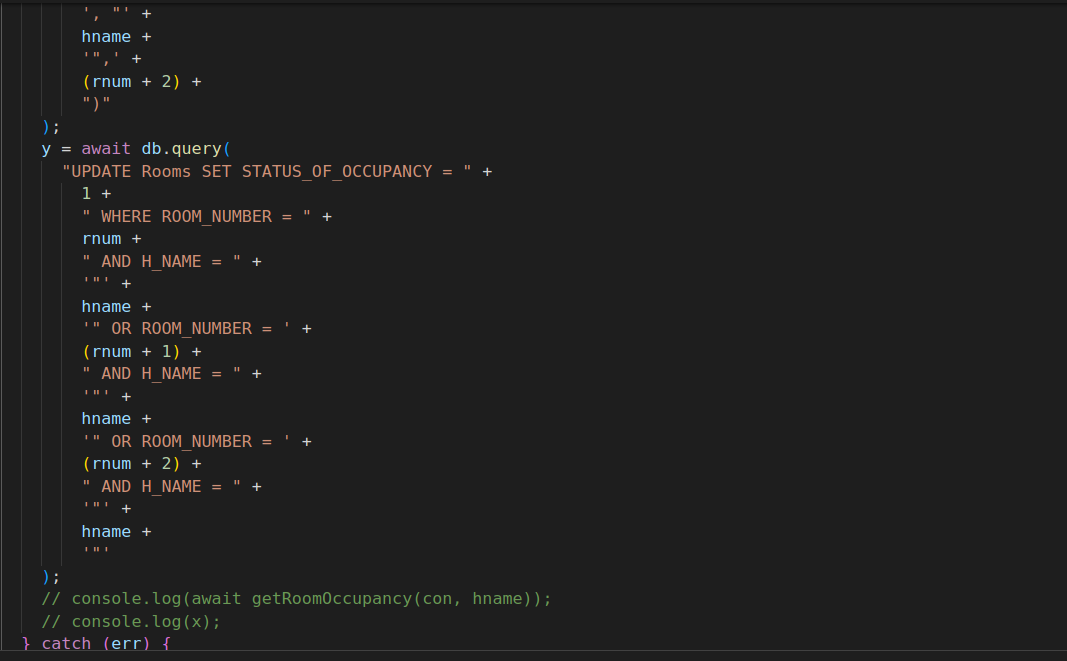 ', "' +
hname +
'",' +
(rnum + 2) +
")"
);
y = await db.query(
"UPDATE Rooms SET STATUS_OF_OCCUPANCY = " +
1 +
" WHERE ROOM_NUMBER = " +
rnum +
" AND H_NAME = " +
'"' +
hname +
'" OR ROOM_NUMBER = ' +
(rnum + 1) +
" AND H_NAME = " +
'"' +
hname +
'" OR ROOM_NUMBER = ' +
(rnum + 2) +
" AND H_NAME = " +
'"' +
hname +
'"'
);
// console.log(await getRoomOccupancy(con, hname));
// console.log(x);
} catch (err) {